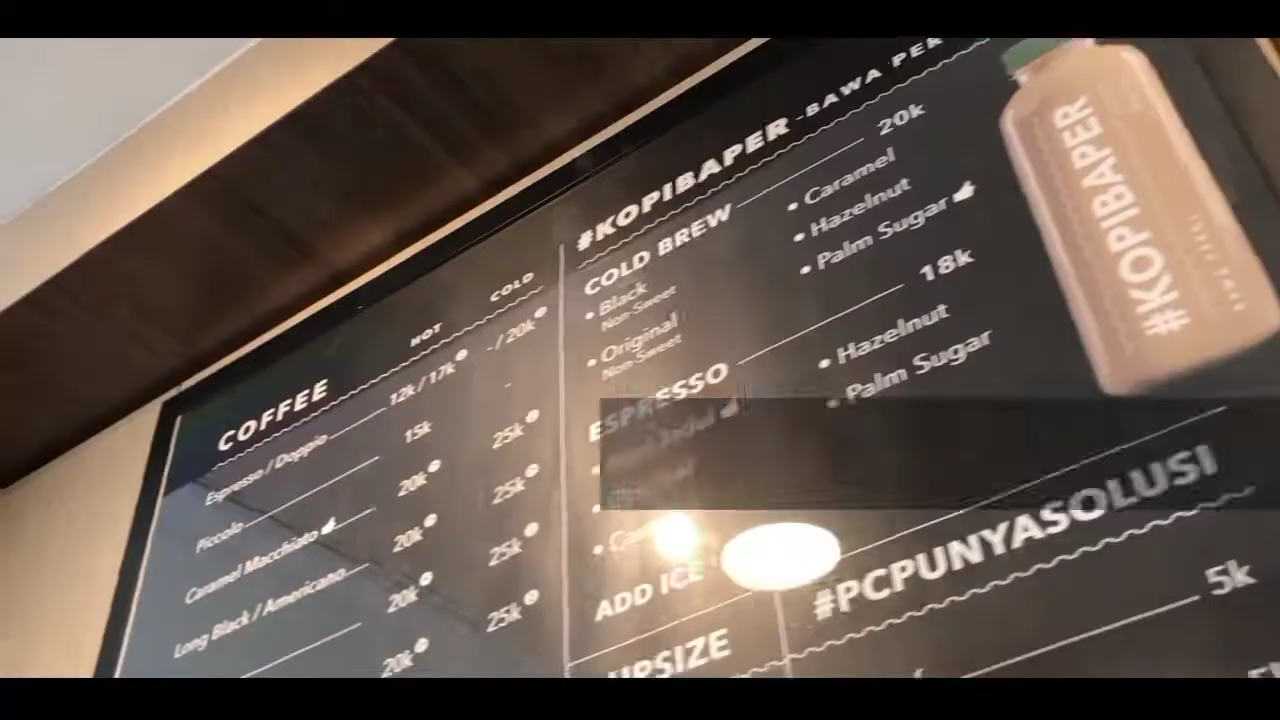 COFFEE
HOT
COLD
Espresso / Doppio 12k / 17k - / 20k
Piccolo 15k -
Caramel Macchiato 20k 25k
Long Black / Americano 20k 25k
20k 25k
20k 25k
#KOPIBAPER - BAWA PER
COLD BREW 20k
• Black
Non-Sweet
• Original
Non-Sweet
• Caramel
• Hazelnut
• Palm Sugar
ESPRESSO 18k
• Hazelnut
• Palm Sugar
ADD ICE
UPSIZE
#PCPUNYASOLUSI
5k
#KOPIBAPER